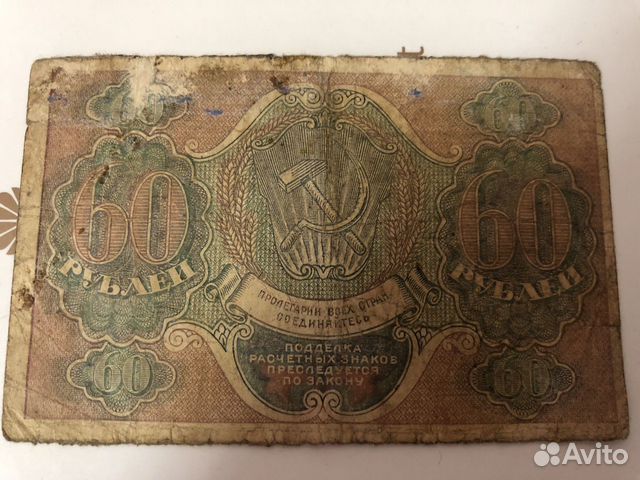 60
60
60
РУБЛЕЙ
60
РУБЛЕЙ
ПРОЛЕТАРИИ ВСЕХ СТРАН
СОЕДИНЯЙТЕСЬ
ПОДДЕЛКА
РАСЧЕТНЫХ ЗНАКОВ
ПРЕСЛЕДУЕТСЯ
ПО ЗАКОНУ
60
60
Avito